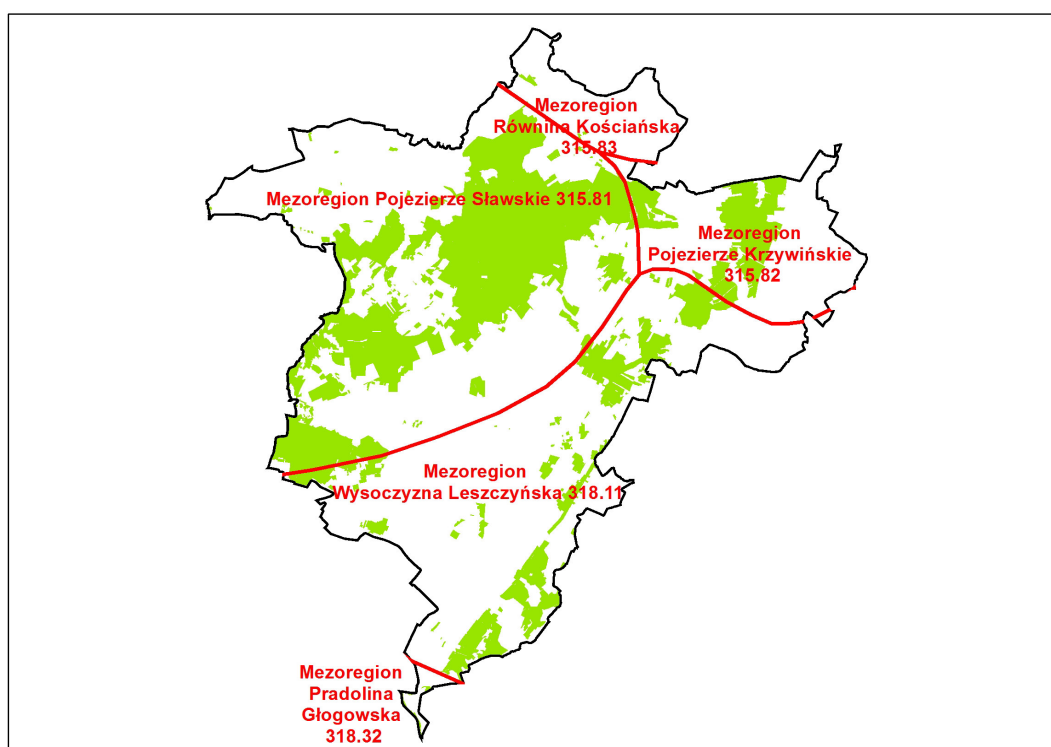 Mezoregion
Równina Kościańska
315.83
Mezoregion Pojezierze Sławskie 315.81
Mezoregion
Pojezierze Krzywińskie
315.82
Mezoregion
Wysoczyzna Leszczyńska 318.11
Mezoregion
Pradolina
Głogowska
318.32